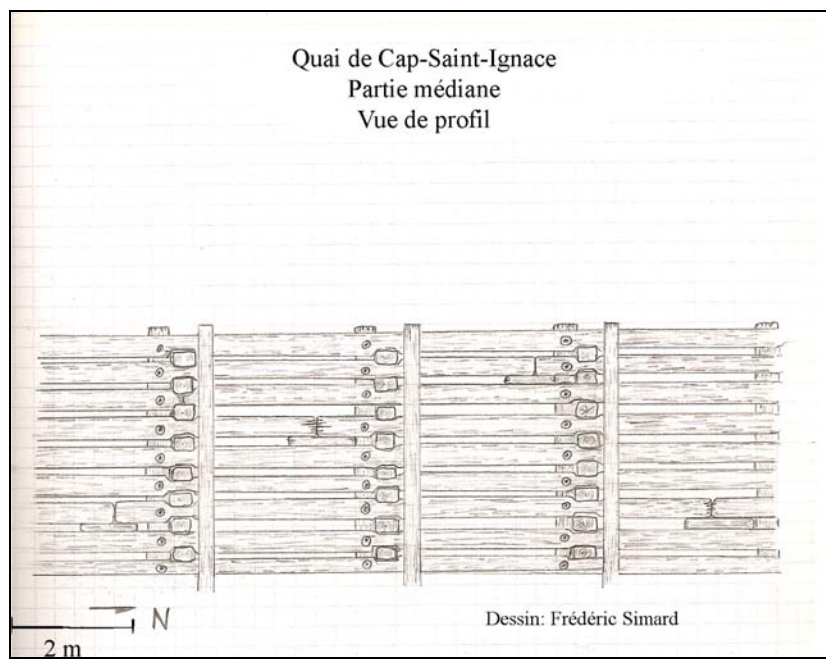 Quai de Cap-Saint-Ignace
Partie médiane
Vue de profil
N
Dessin: Frédéric Simard
2 m